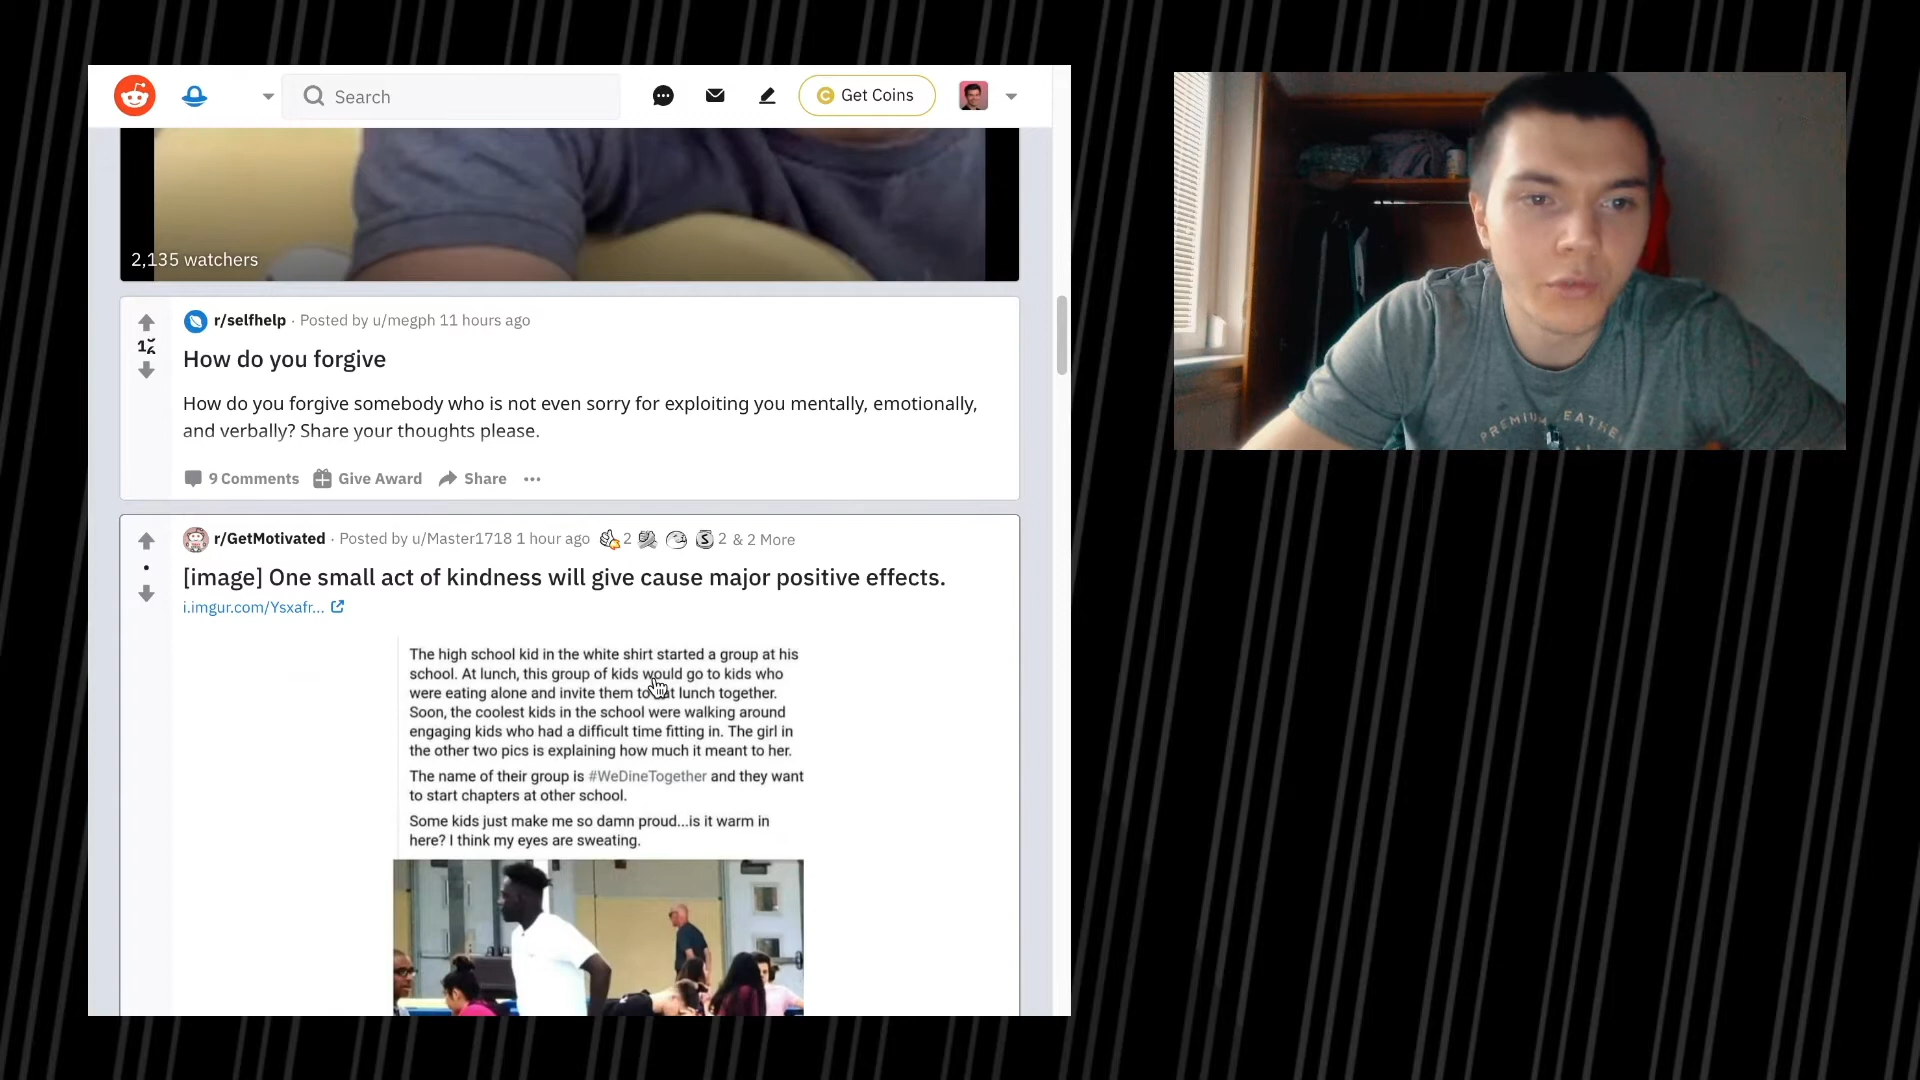 Search
Get Coins
2,135 watchers
r/selfhelp · Posted by u/megph 11 hours ago
How do you forgive
How do you forgive somebody who is not even sorry for exploiting you mentally, emotionally,
and verbally? Share your thoughts please.
9 Comments Give Award Share
r/GetMotivated · Posted by u/Master1718 1 hour ago 2 2 & 2 More
[image] One small act of kindness will give cause major positive effects.
i.imgur.com/Ysxafr...
The high school kid in the white shirt started a group at his
school. At lunch, this group of kids would go to kids who
were eating alone and invite them to eat lunch together.
Soon, the coolest kids in the school were walking around
engaging kids who had a difficult time fitting in. The girl in
the other two pics is explaining how much it meant to her.
The name of their group is #WeDineTogether and they want
to start chapters at other school.
Some kids just make me so damn proud...is it warm in
here? I think my eyes are sweating.
PREMIUM